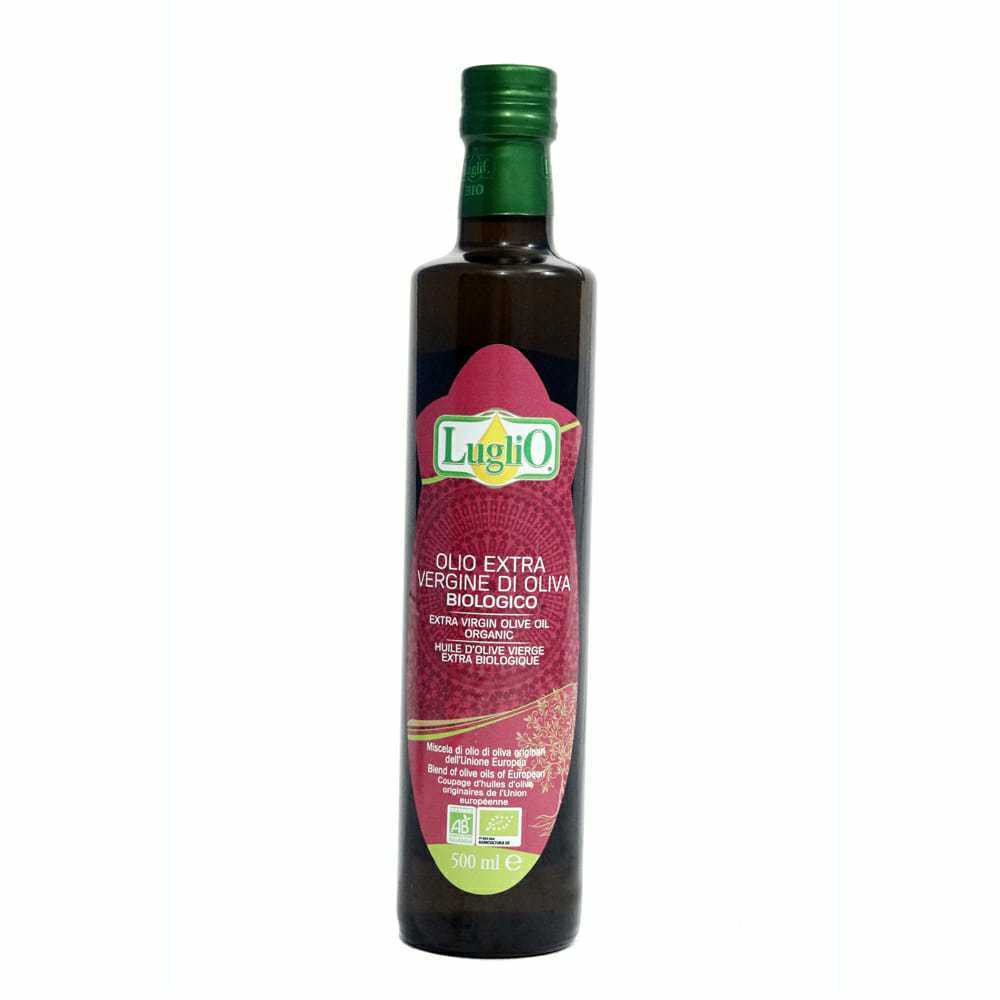 LugliO
BIO
LugliO
OLIO EXTRA
VERGINE DI OLIVA
BIOLOGICO
EXTRA VIRGIN OLIVE OIL
ORGANIC
HUILE D'OLIVE VIERGE
EXTRA BIOLOGIQUE
Miscela di olio di oliva originari
dell'Unione Europea
Blend of olive oils of European
Coupage d'huiles d'olive
originaires de l'Union
européenne
AB
AGRICOLTURA UE
500 ml e